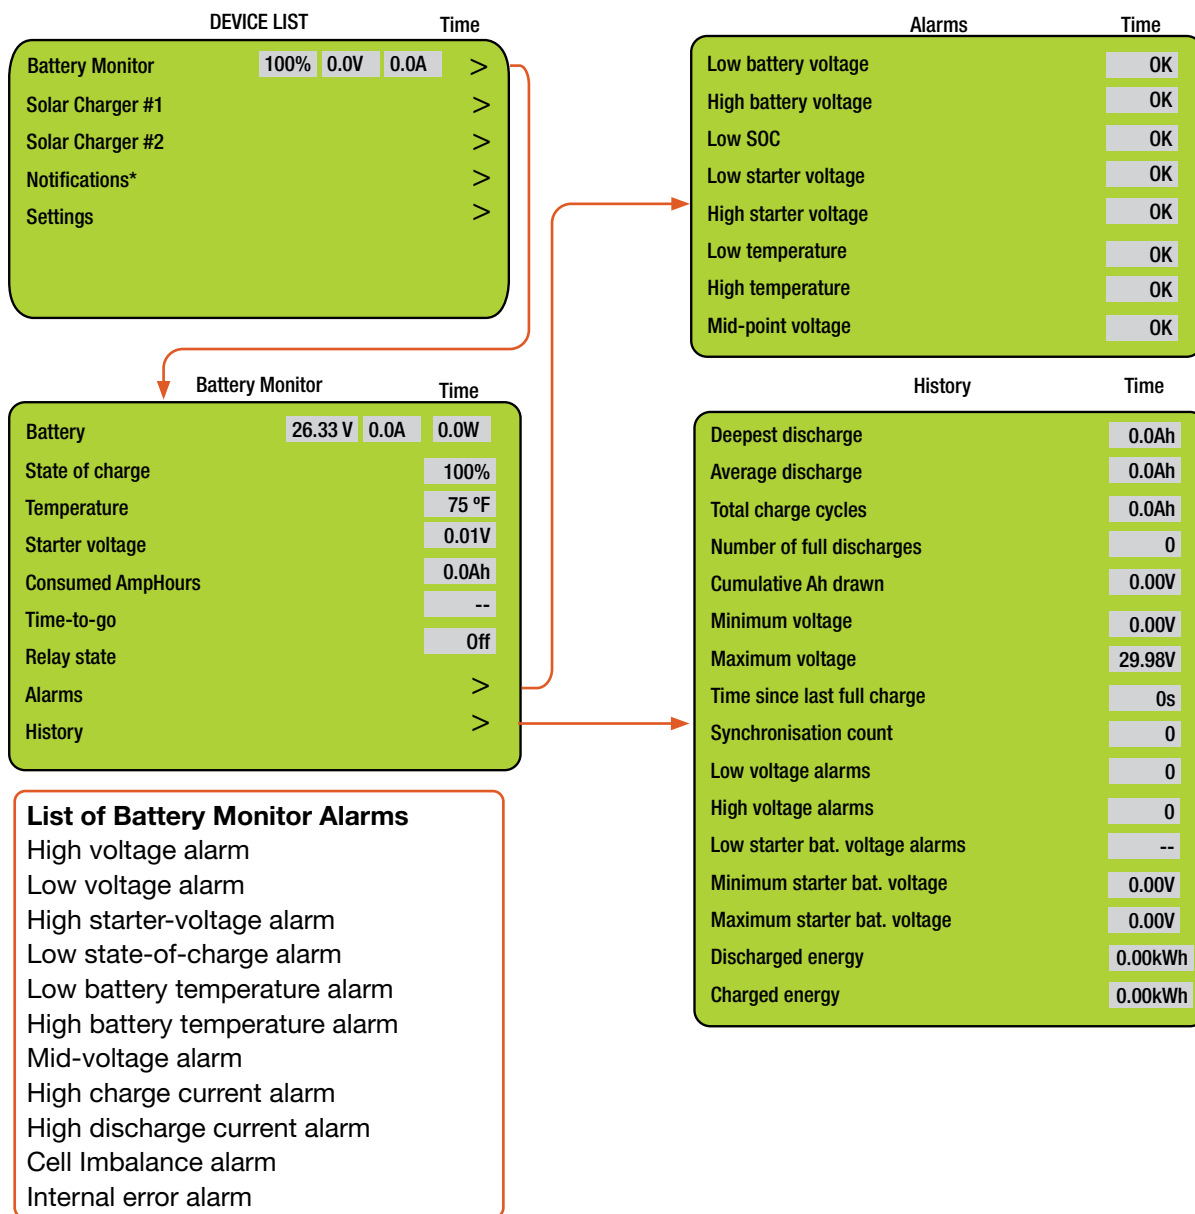 DEVICE LIST Time
Battery Monitor 100% 0.0V 0.0A >
Solar Charger #1 >
Solar Charger #2 >
Notifications* >
Settings >
Battery Monitor Time
Battery 26.33 V 0.0A 0.0W
State of charge 100%
Temperature 75 ºF
Starter voltage 0.01V
Consumed AmpHours 0.0Ah
Time-to-go --
Relay state Off
Alarms >
History >
List of Battery Monitor Alarms
High voltage alarm
Low voltage alarm
High starter-voltage alarm
Low state-of-charge alarm
Low battery temperature alarm
High battery temperature alarm
Mid-voltage alarm
High charge current alarm
High discharge current alarm
Cell Imbalance alarm
Internal error alarm
Alarms Time
Low battery voltage OK
High battery voltage OK
Low SOC OK
Low starter voltage OK
High starter voltage OK
Low temperature OK
High temperature OK
Mid-point voltage OK
History Time
Deepest discharge 0.0Ah
Average discharge 0.0Ah
Total charge cycles 0.0Ah
Number of full discharges 0
Cumulative Ah drawn 0.00V
Minimum voltage 0.00V
Maximum voltage 29.98V
Time since last full charge 0s
Synchronisation count 0
Low voltage alarms 0
High voltage alarms 0
Low starter bat. voltage alarms --
Minimum starter bat. voltage 0.00V
Maximum starter bat. voltage 0.00V
Discharged energy 0.00kWh
Charged energy 0.00kWh